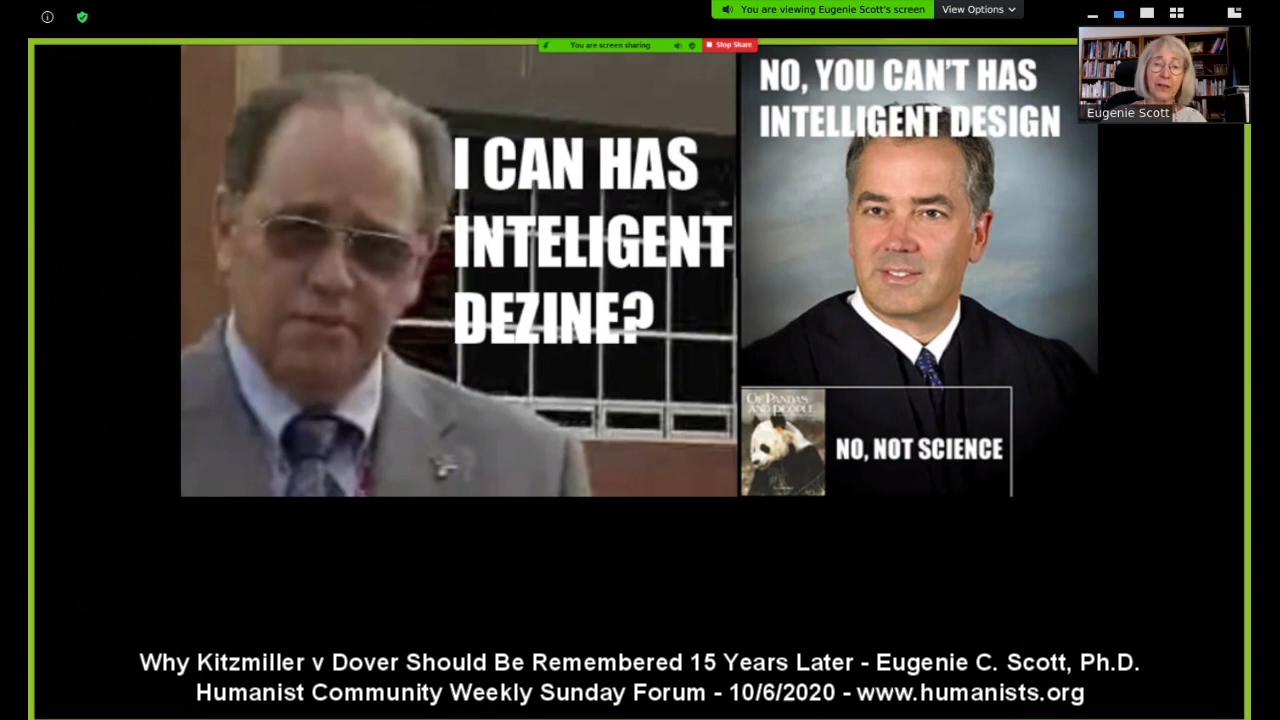 You are viewing Eugenie Scott's screen
View Options
You are screen sharing
Stop Share
I CAN HAS
INTELIGENT
DEZINE?
NO, YOU CAN'T HAS
INTELLIGENT DESIGN
Eugenie Scott
OF PANDAS
AND PEOPLE
NO, NOT SCIENCE
Why Kitzmiller v Dover Should Be Remembered 15 Years Later - Eugenie C. Scott, Ph.D.
Humanist Community Weekly Sunday Forum - 10/6/2020 - www.humanists.org